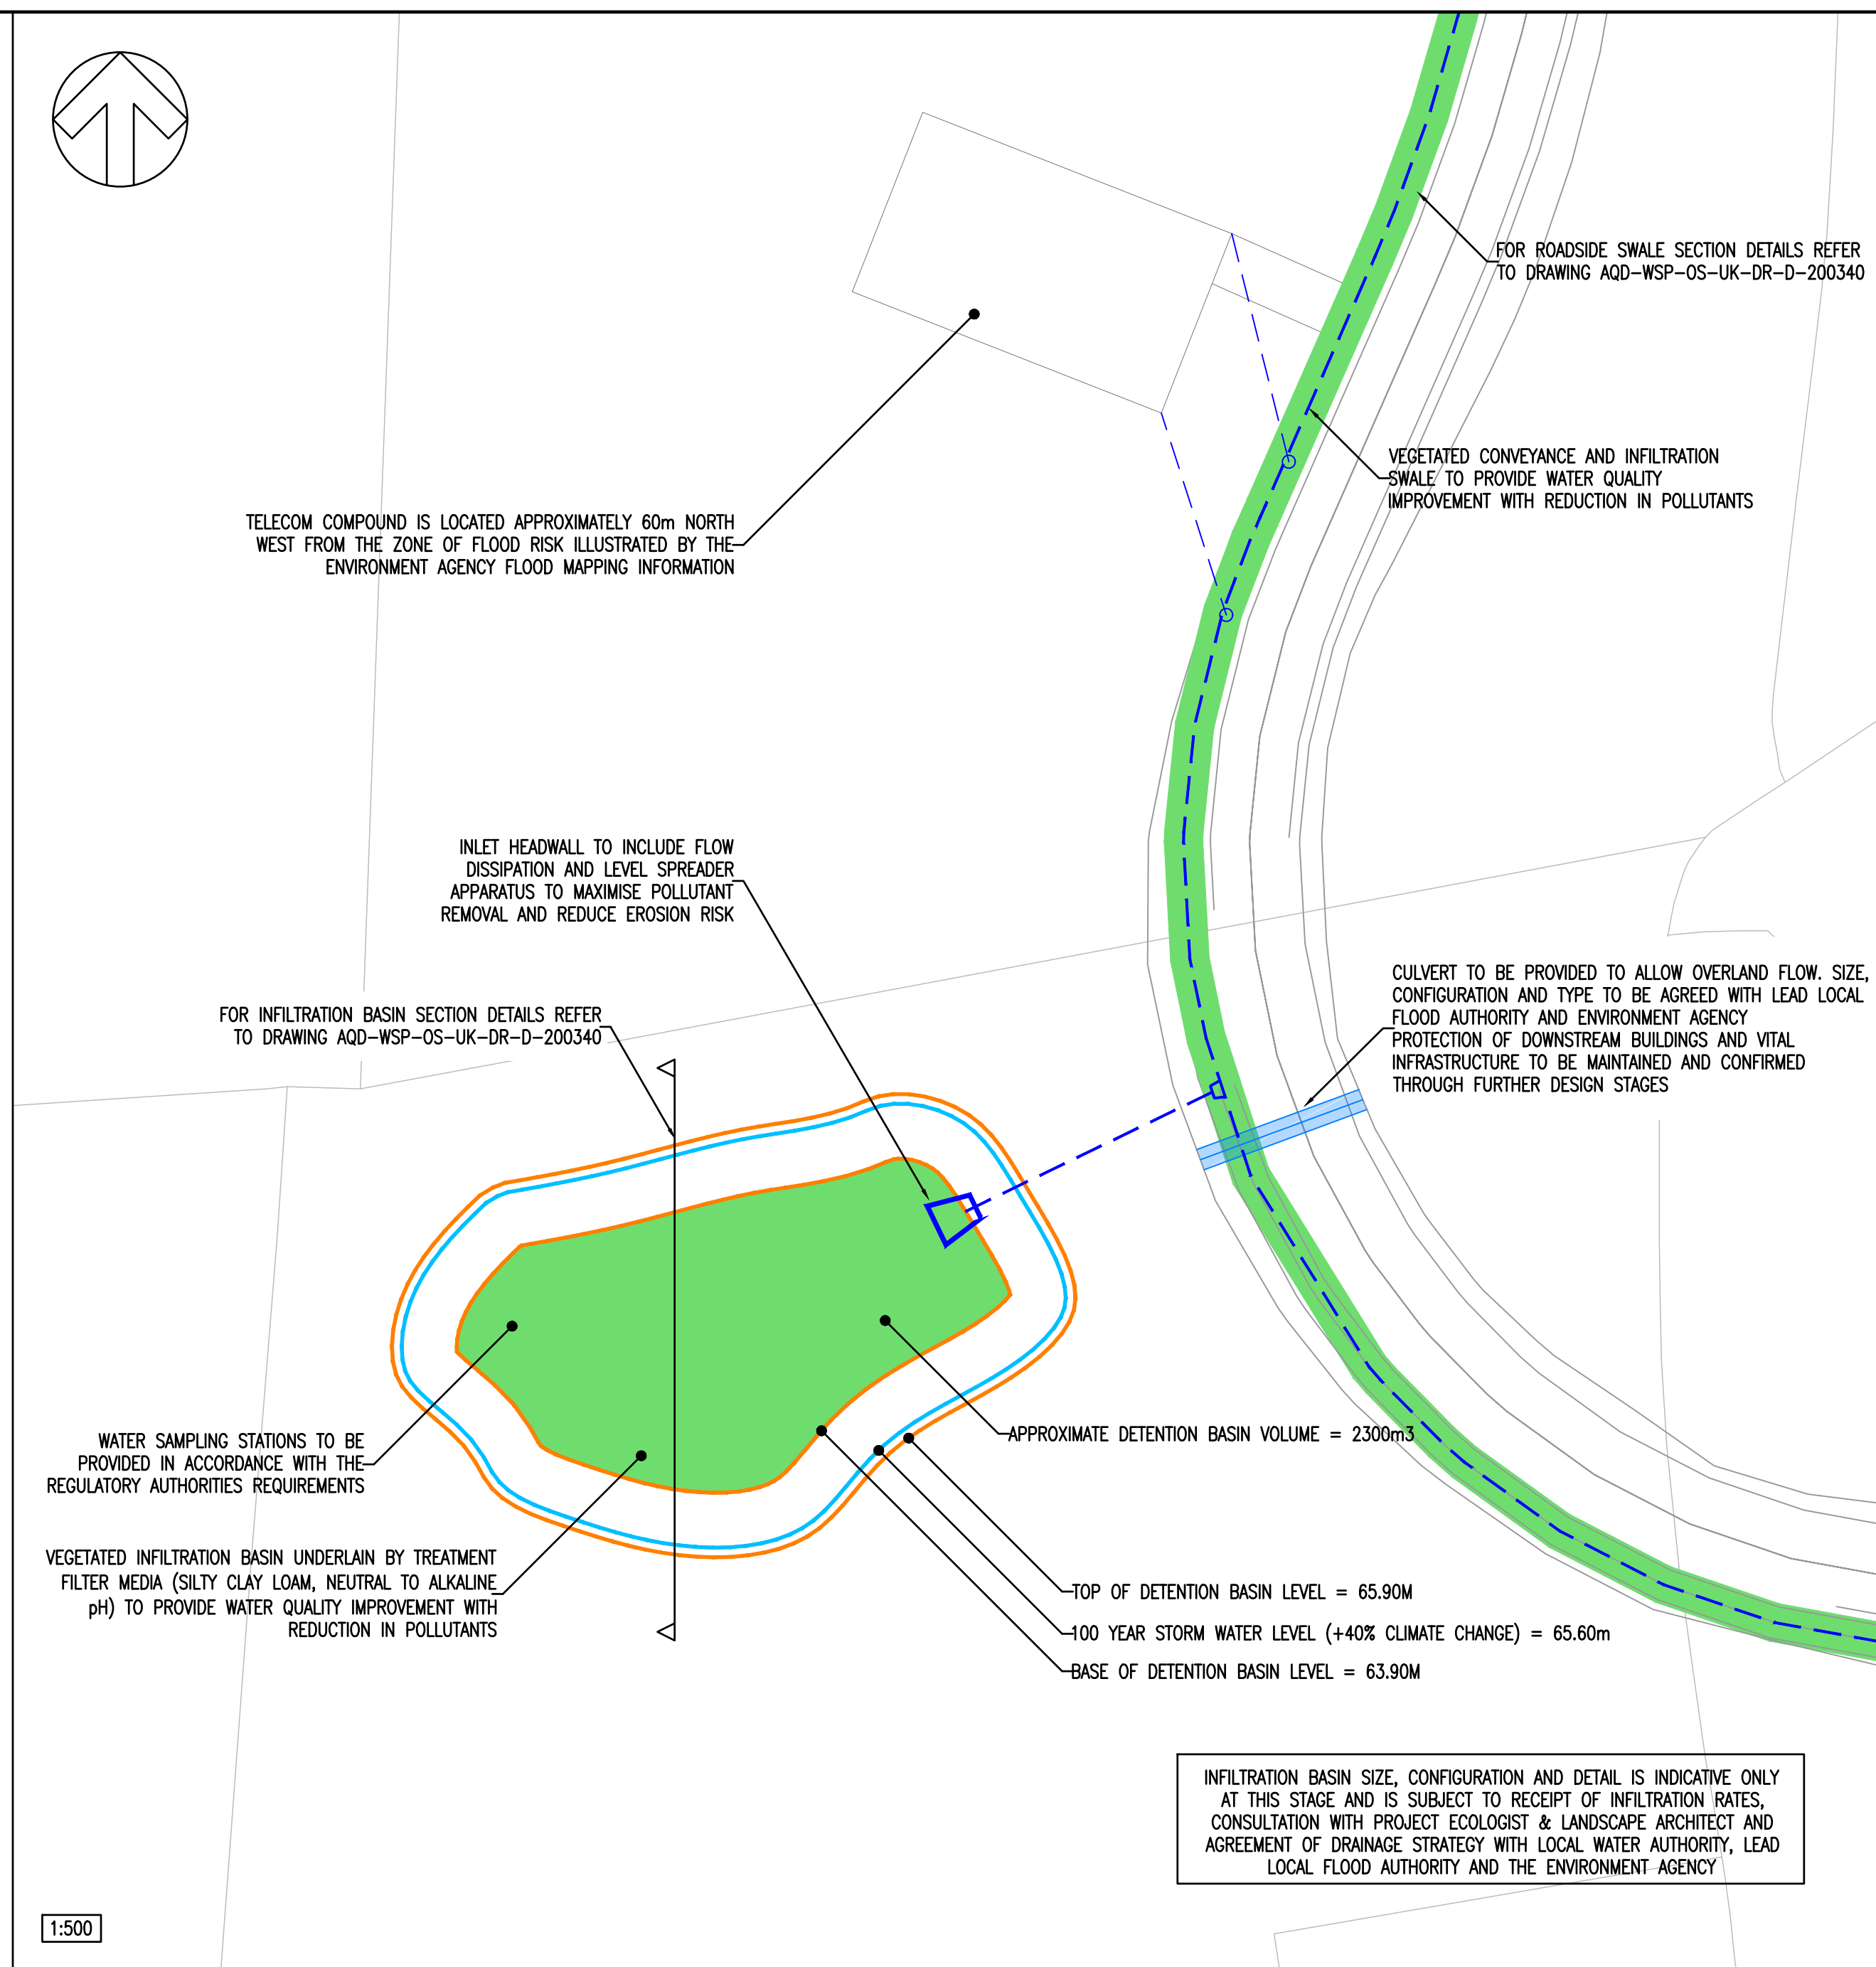 FOR ROADSIDE SWALE SECTION DETAILS REFER
TO DRAWING AQD-WSP-OS-UK-DR-D-200340
VEGETATED CONVEYANCE AND INFILTRATION
SWALE TO PROVIDE WATER QUALITY
IMPROVEMENT WITH REDUCTION IN POLLUTANTS
TELECOM COMPOUND IS LOCATED APPROXIMATELY 60m NORTH
WEST FROM THE ZONE OF FLOOD RISK ILLUSTRATED BY THE
ENVIRONMENT AGENCY FLOOD MAPPING INFORMATION
INLET HEADWALL TO INCLUDE FLOW
DISSIPATION AND LEVEL SPREADER
APPARATUS TO MAXIMISE POLLUTANT
REMOVAL AND REDUCE EROSION RISK
FOR INFILTRATION BASIN SECTION DETAILS REFER
TO DRAWING AQD-WSP-OS-UK-DR-D-200340
CULVERT TO BE PROVIDED TO ALLOW OVERLAND FLOW. SIZE,
CONFIGURATION AND TYPE TO BE AGREED WITH LEAD LOCAL
FLOOD AUTHORITY AND ENVIRONMENT AGENCY
PROTECTION OF DOWNSTREAM BUILDINGS AND VITAL
INFRASTRUCTURE TO BE MAINTAINED AND CONFIRMED
THROUGH FURTHER DESIGN STAGES
WATER SAMPLING STATIONS TO BE
PROVIDED IN ACCORDANCE WITH THE
REGULATORY AUTHORITIES REQUIREMENTS
APPROXIMATE DETENTION BASIN VOLUME = 2300m3
VEGETATED INFILTRATION BASIN UNDERLAIN BY TREATMENT
FILTER MEDIA (SILTY CLAY LOAM, NEUTRAL TO ALKALINE
pH) TO PROVIDE WATER QUALITY IMPROVEMENT WITH
REDUCTION IN POLLUTANTS
TOP OF DETENTION BASIN LEVEL = 65.90M
100 YEAR STORM WATER LEVEL (+40% CLIMATE CHANGE) = 65.60m
BASE OF DETENTION BASIN LEVEL = 63.90M
INFILTRATION BASIN SIZE, CONFIGURATION AND DETAIL IS INDICATIVE ONLY
AT THIS STAGE AND IS SUBJECT TO RECEIPT OF INFILTRATION RATES,
CONSULTATION WITH PROJECT ECOLOGIST & LANDSCAPE ARCHITECT AND
AGREEMENT OF DRAINAGE STRATEGY WITH LOCAL WATER AUTHORITY, LEAD
LOCAL FLOOD AUTHORITY AND THE ENVIRONMENT AGENCY
1:500